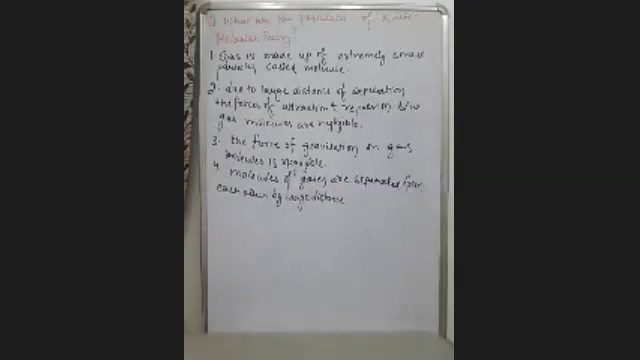 Q What are the Postulates of Kinetic
Molecular Theory?
1 Gas is made up of extremely small
particles called molecule.
2. due to large distance of separation
the forces of attraction & repulsion b/w
gas molecules are negligible.
3. the force of gravitation on gas
molecules is negligible.
4 molecules of gases are separated from
each other by large distance